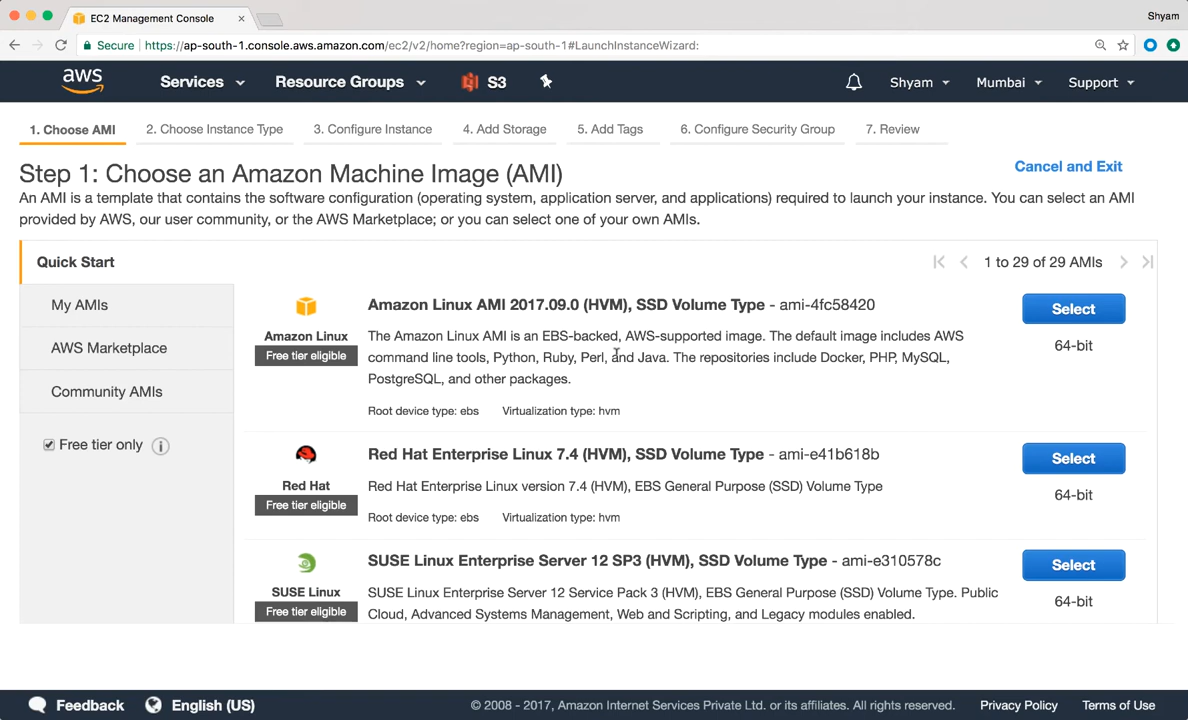 EC2 Management Console
Shyam
Secure https://ap-south-1.console.aws.amazon.com/ec2/v2/home?region=ap-south-1#LaunchInstanceWizard:
aws Services Resource Groups S3 Shyam Mumbai Support
1. Choose AMI 2. Choose Instance Type 3. Configure Instance 4. Add Storage 5. Add Tags 6. Configure Security Group 7. Review
Step 1: Choose an Amazon Machine Image (AMI)
Cancel and Exit
An AMI is a template that contains the software configuration (operating system, application server, and applications) required to launch your instance. You can select an AMI
provided by AWS, our user community, or the AWS Marketplace; or you can select one of your own AMIs.
Quick Start
1 to 29 of 29 AMIs
My AMIs
AWS Marketplace
Community AMIs
Free tier only
Amazon Linux
Free tier eligible
Amazon Linux AMI 2017.09.0 (HVM), SSD Volume Type - ami-4fc58420
The Amazon Linux AMI is an EBS-backed, AWS-supported image. The default image includes AWS
command line tools, Python, Ruby, Perl, and Java. The repositories include Docker, PHP, MySQL,
PostgreSQL, and other packages.
Root device type: ebs Virtualization type: hvm
Select
64-bit
Red Hat
Free tier eligible
Red Hat Enterprise Linux 7.4 (HVM), SSD Volume Type - ami-e41b618b
Red Hat Enterprise Linux version 7.4 (HVM), EBS General Purpose (SSD) Volume Type
Root device type: ebs Virtualization type: hvm
Select
64-bit
SUSE Linux
Free tier eligible
SUSE Linux Enterprise Server 12 SP3 (HVM), SSD Volume Type - ami-e310578c
SUSE Linux Enterprise Server 12 Service Pack 3 (HVM), EBS General Purpose (SSD) Volume Type. Public
Cloud, Advanced Systems Management, Web and Scripting, and Legacy modules enabled.
Select
64-bit
Feedback English (US)
© 2008 - 2017, Amazon Internet Services Private Ltd. or its affiliates. All rights reserved. Privacy Policy Terms of Use